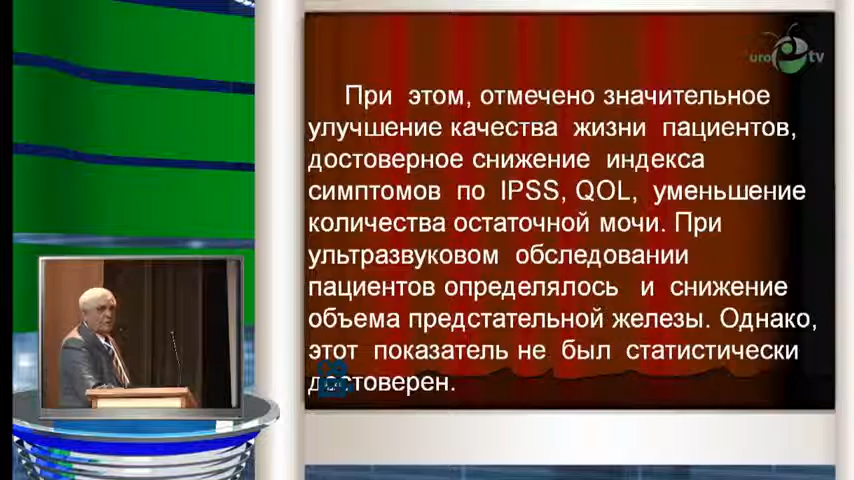 uro tv
При этом, отмечено значительное
улучшение качества жизни пациентов,
достоверное снижение индекса
симптомов по IPSS, QOL, уменьшение
количества остаточной мочи. При
ультразвуковом обследовании
пациентов определялось и снижение
объема предстательной железы. Однако,
этот показатель не был статистически
достоверен.